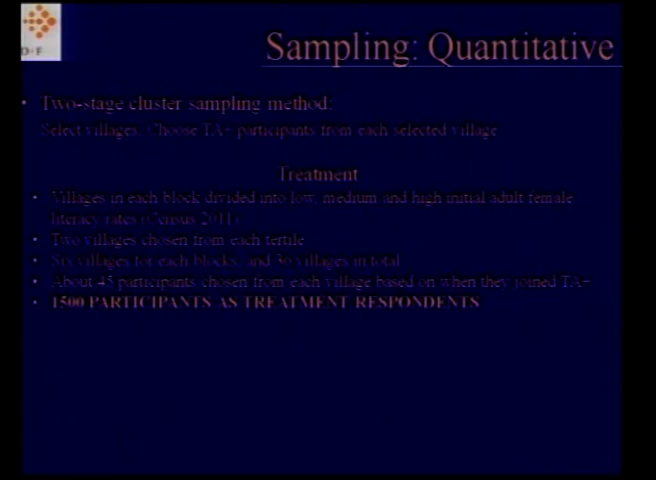 D·F
Sampling: Quantitative
• Two-stage cluster sampling method:
Select villages. Choose TA+ participants from each selected village
Treatment
• Villages in each block divided into low, medium and high initial adult female
literacy rates (Census 2011)
• Two villages chosen from each tertile
• Six villages for each blocks, and 36 villages in total
• About 45 participants chosen from each village based on when they joined TA+
• 1500 PARTICIPANTS AS TREATMENT RESPONDENTS